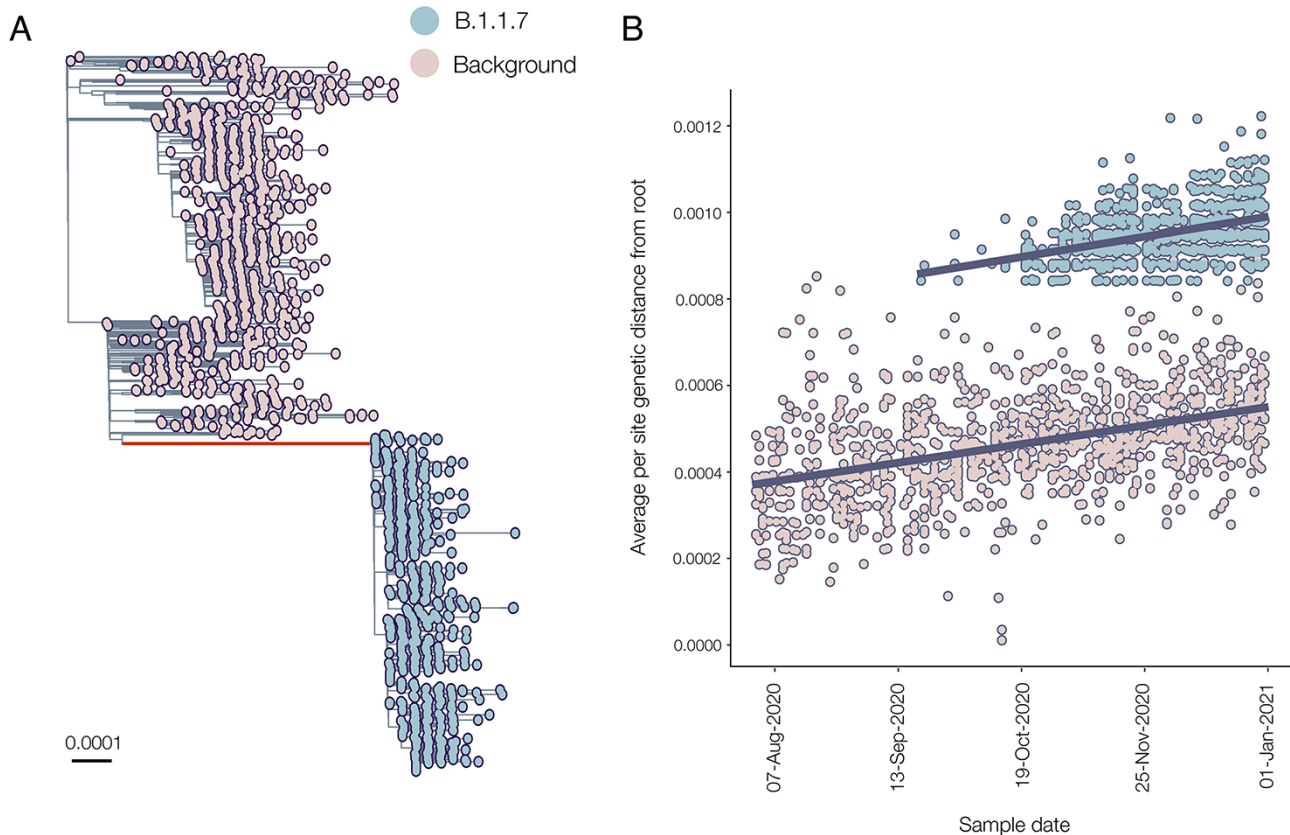 A
B.1.1.7
Background
0.0001
B
Average per site genetic distance from root
0.0012
0.0010
0.0008
0.0006
0.0004
0.0002
0.0000
07-Aug-2020
13-Sep-2020
19-Oct-2020
25-Nov-2020
01-Jan-2021
Sample date